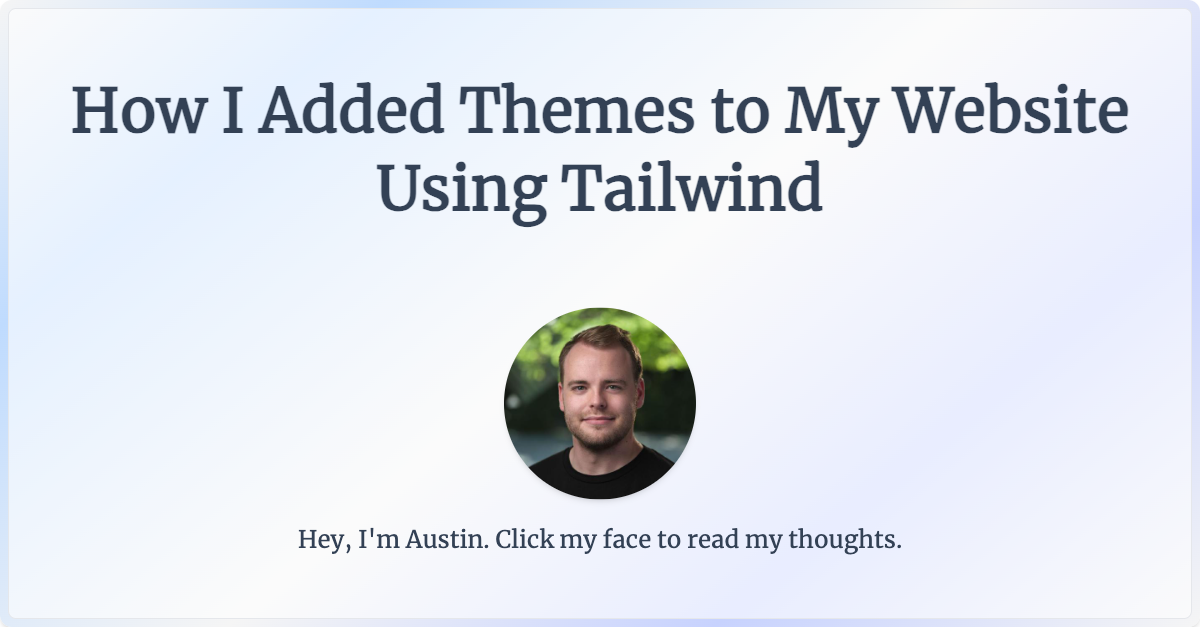 How I Added Themes to My Website
Using Tailwind
Hey, I'm Austin. Click my face to read my thoughts.